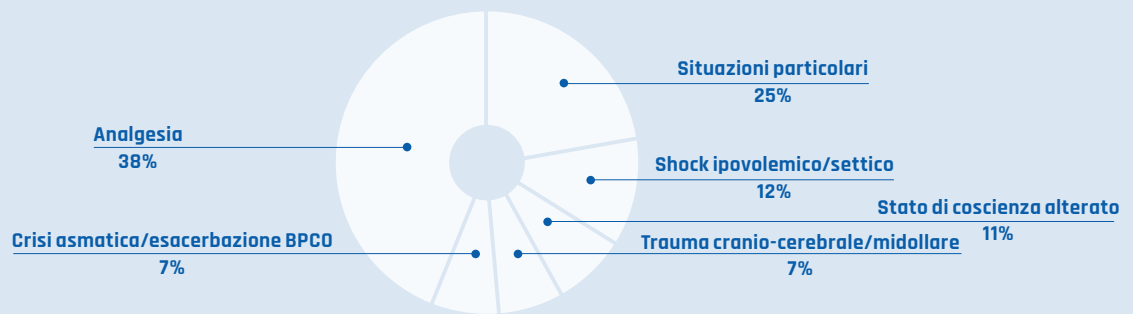 Situazioni particolari
25%
Analgesia
38%
Shock ipovolemico/settico
12%
Stato di coscienza alterato
11%
Crisi asmatica/esacerbazione BPCO
7%
Trauma cranio-cerebrale/midollare
7%